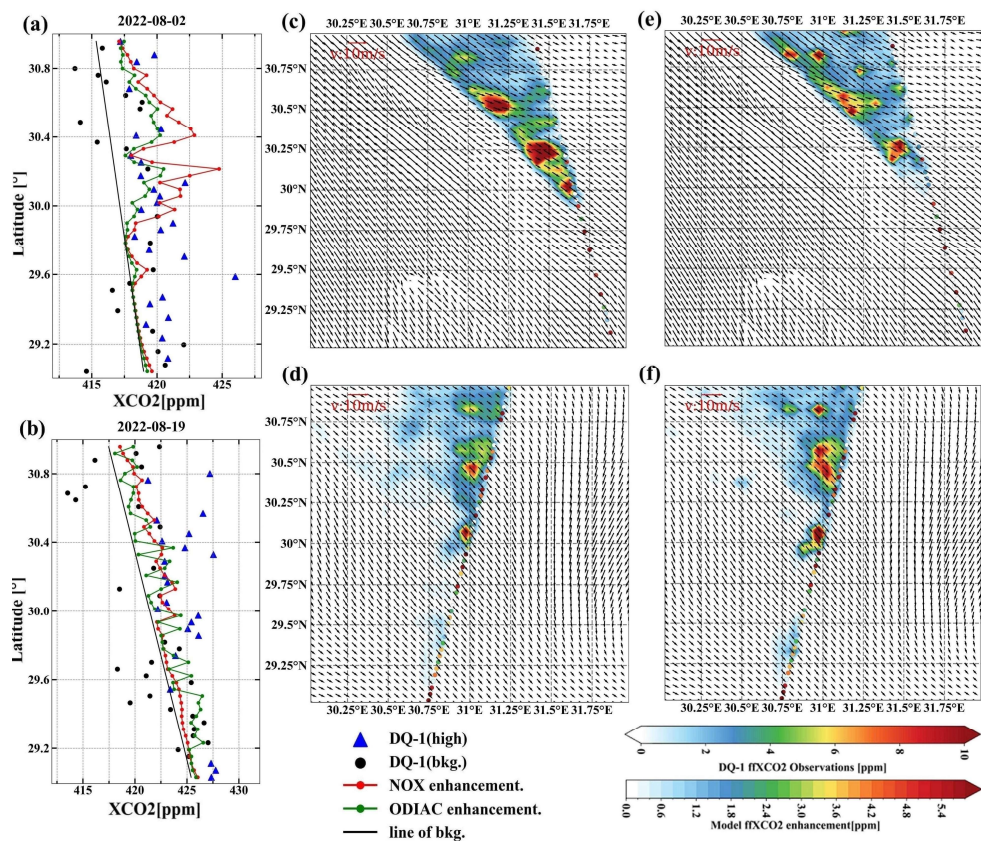 2022-08-02
(a)
30.8
30.4
30.0
29.6
29.2
Latitude [°]
415 420 425
XCO2[ppm]
(b)
2022-08-19
30.8
30.4
30.0
29.6
29.2
Latitude [°]
415 420 425 430
XCO2[ppm]
(c)
30.25°E 30.5°E 31°E 31.25°E 31.5°E 31.75°E
v:10m/s
30.75°N
30.5°N
30.25°N
30°N
29.75°N
29.5°N
29.25°N
(e)
30.25°E 30.5°E 31°E 31.25°E 31.5°E 31.75°E
v:10m/s
(d)
v:10m/s
30.75°N
30.5°N
30.25°N
30°N
29.75°N
29.5°N
29.25°N
30.25°E 30.5°E 31°E 31.25°E 31.5°E 31.75°E
(f)
v:10m/s
30.25°E 30.5°E 31°E 31.25°E 31.5°E 31.75°E
DQ-1(high)
DQ-1(bkg.)
NOX enhancement.
ODIAC enhancement.
line of bkg.
0 2 4 6 8 10
DQ-1 ffXCO2 Observations [ppm]
0.0 0.6 1.2 1.8 2.4 3.0 3.6 4.2 4.8 5.4
Model ffXCO2 enhancement[ppm]